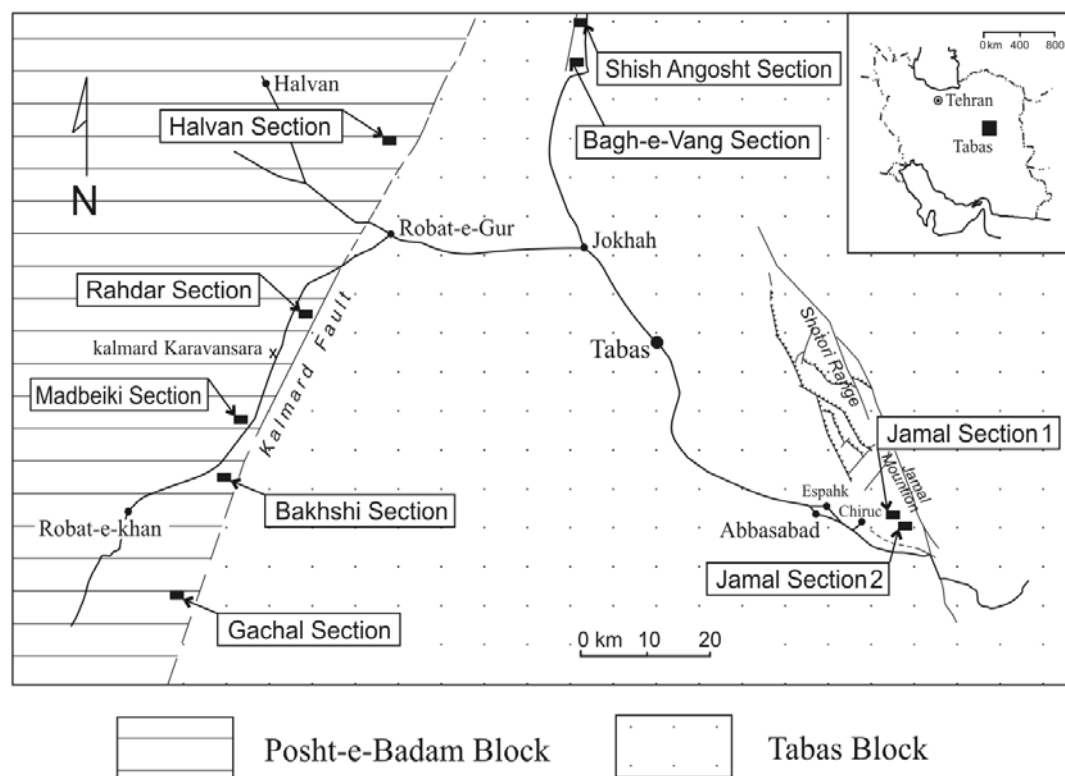 Halvan
Halvan Section
N
Shish Angosht Section
Bagh-e-Vang Section
0 km 400 800
Tehran
Tabas
Robat-e-Gur
Jokhah
Rahdar Section
kalmard Karavansara
x
Kalmard Fault
Tabas
Shotori Range
Madbeiki Section
Jamal Section 1
Jamal
Mountion
Bakhshi Section
Robat-e-khan
Espahk
Chiruc
Abbasabad
Jamal Section 2
Gachal Section
0 km 10 20
Posht-e-Badam Block
Tabas Block